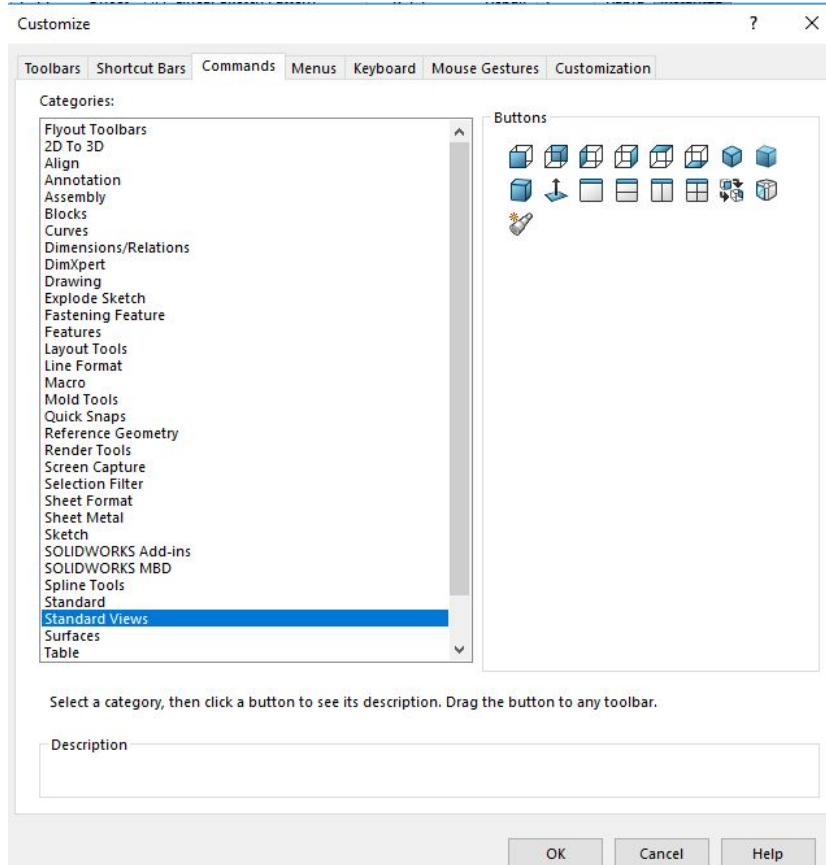 Customize
Toolbars Shortcut Bars Commands Menus Keyboard Mouse Gestures Customization
Categories:
Flyout Toolbars
2D To 3D
Align
Annotation
Assembly
Blocks
Curves
Dimensions/Relations
DimXpert
Drawing
Explode Sketch
Fastening Feature
Features
Layout Tools
Line Format
Macro
Mold Tools
Quick Snaps
Reference Geometry
Render Tools
Screen Capture
Selection Filter
Sheet Format
Sheet Metal
Sketch
SOLIDWORKS Add-ins
SOLIDWORKS MBD
Spline Tools
Standard
Standard Views
Surfaces
Table
Buttons
Select a category, then click a button to see its description. Drag the button to any toolbar.
Description
OK Cancel Help